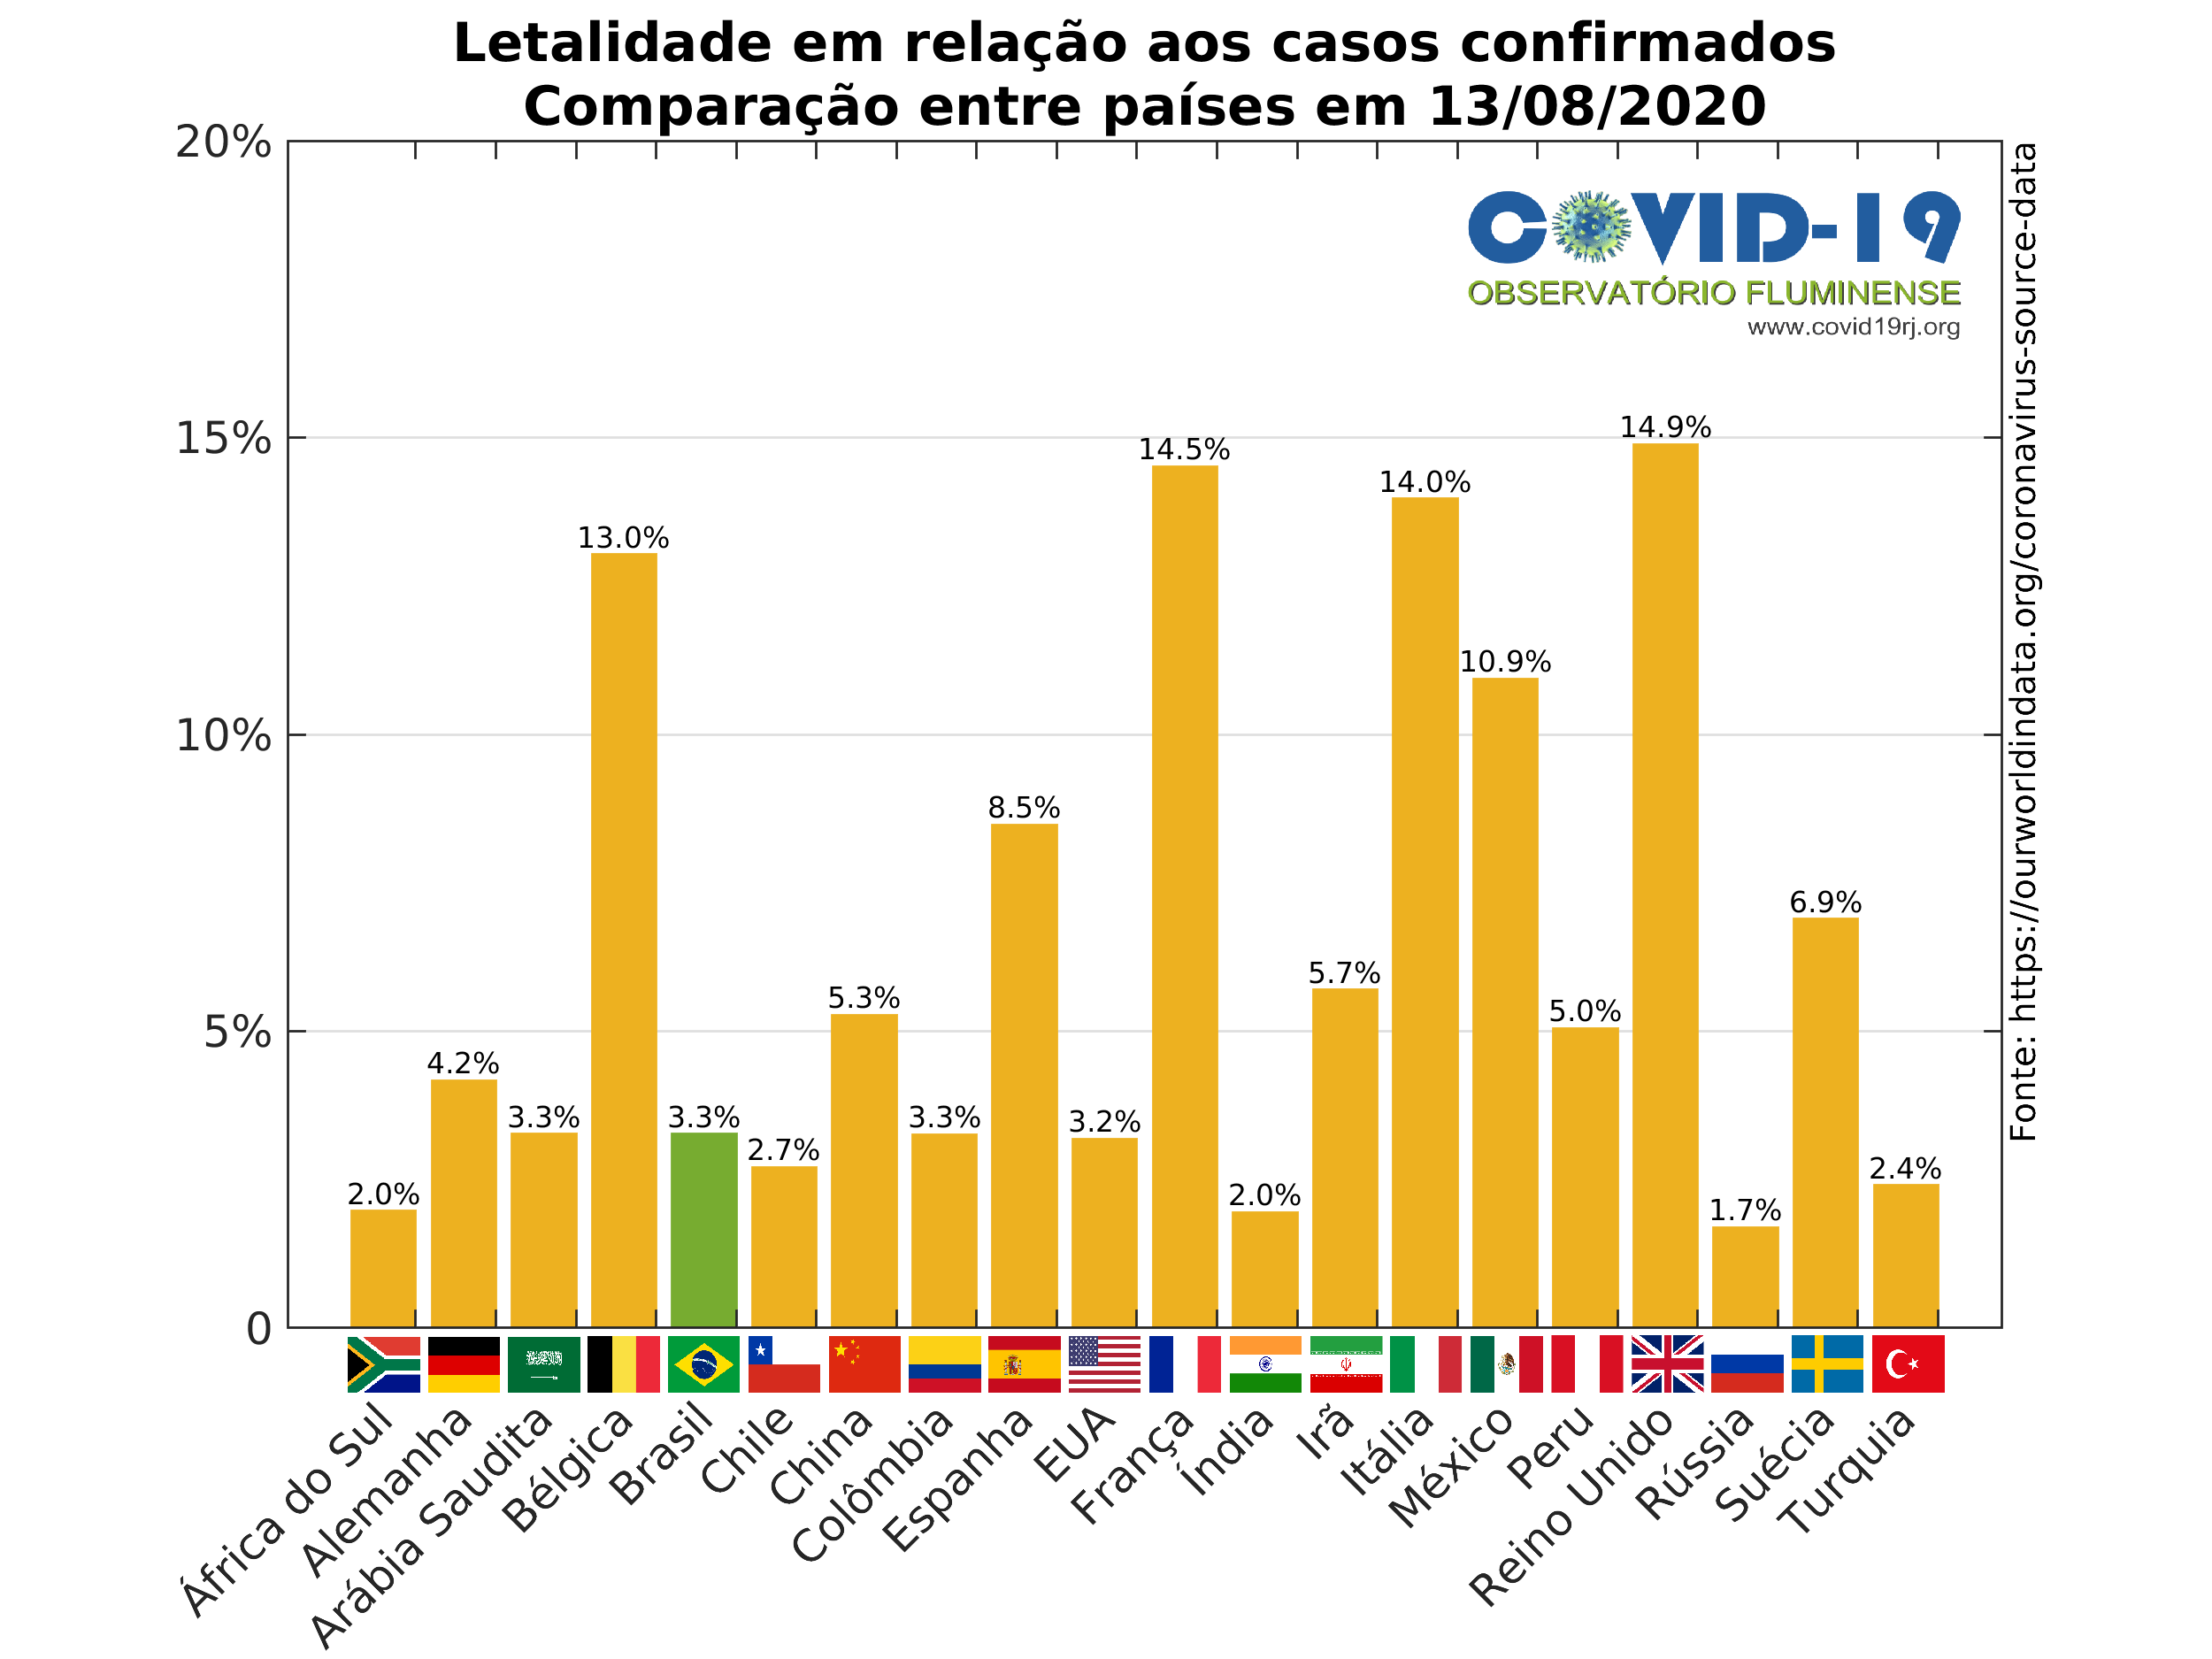 Letalidade em relação aos casos confirmados
Comparação entre países em 13/08/2020
20%
15%
10%
5%
0
COVID-19
OBSERVATÓRIO FLUMINENSE
www.covid19rj.org
Fonte: https://ourworldindata.org/coronavirus-source-data
2.0%
4.2%
3.3%
13.0%
3.3%
2.7%
5.3%
3.3%
8.5%
3.2%
14.5%
2.0%
5.7%
14.0%
10.9%
5.0%
14.9%
1.7%
6.9%
2.4%
África do Sul
Alemanha
Arábia Saudita
Bélgica
Brasil
Chile
China
Colômbia
Espanha
EUA
França
Índia
Irã
Itália
México
Peru
Reino Unido
Rússia
Suécia
Turquia